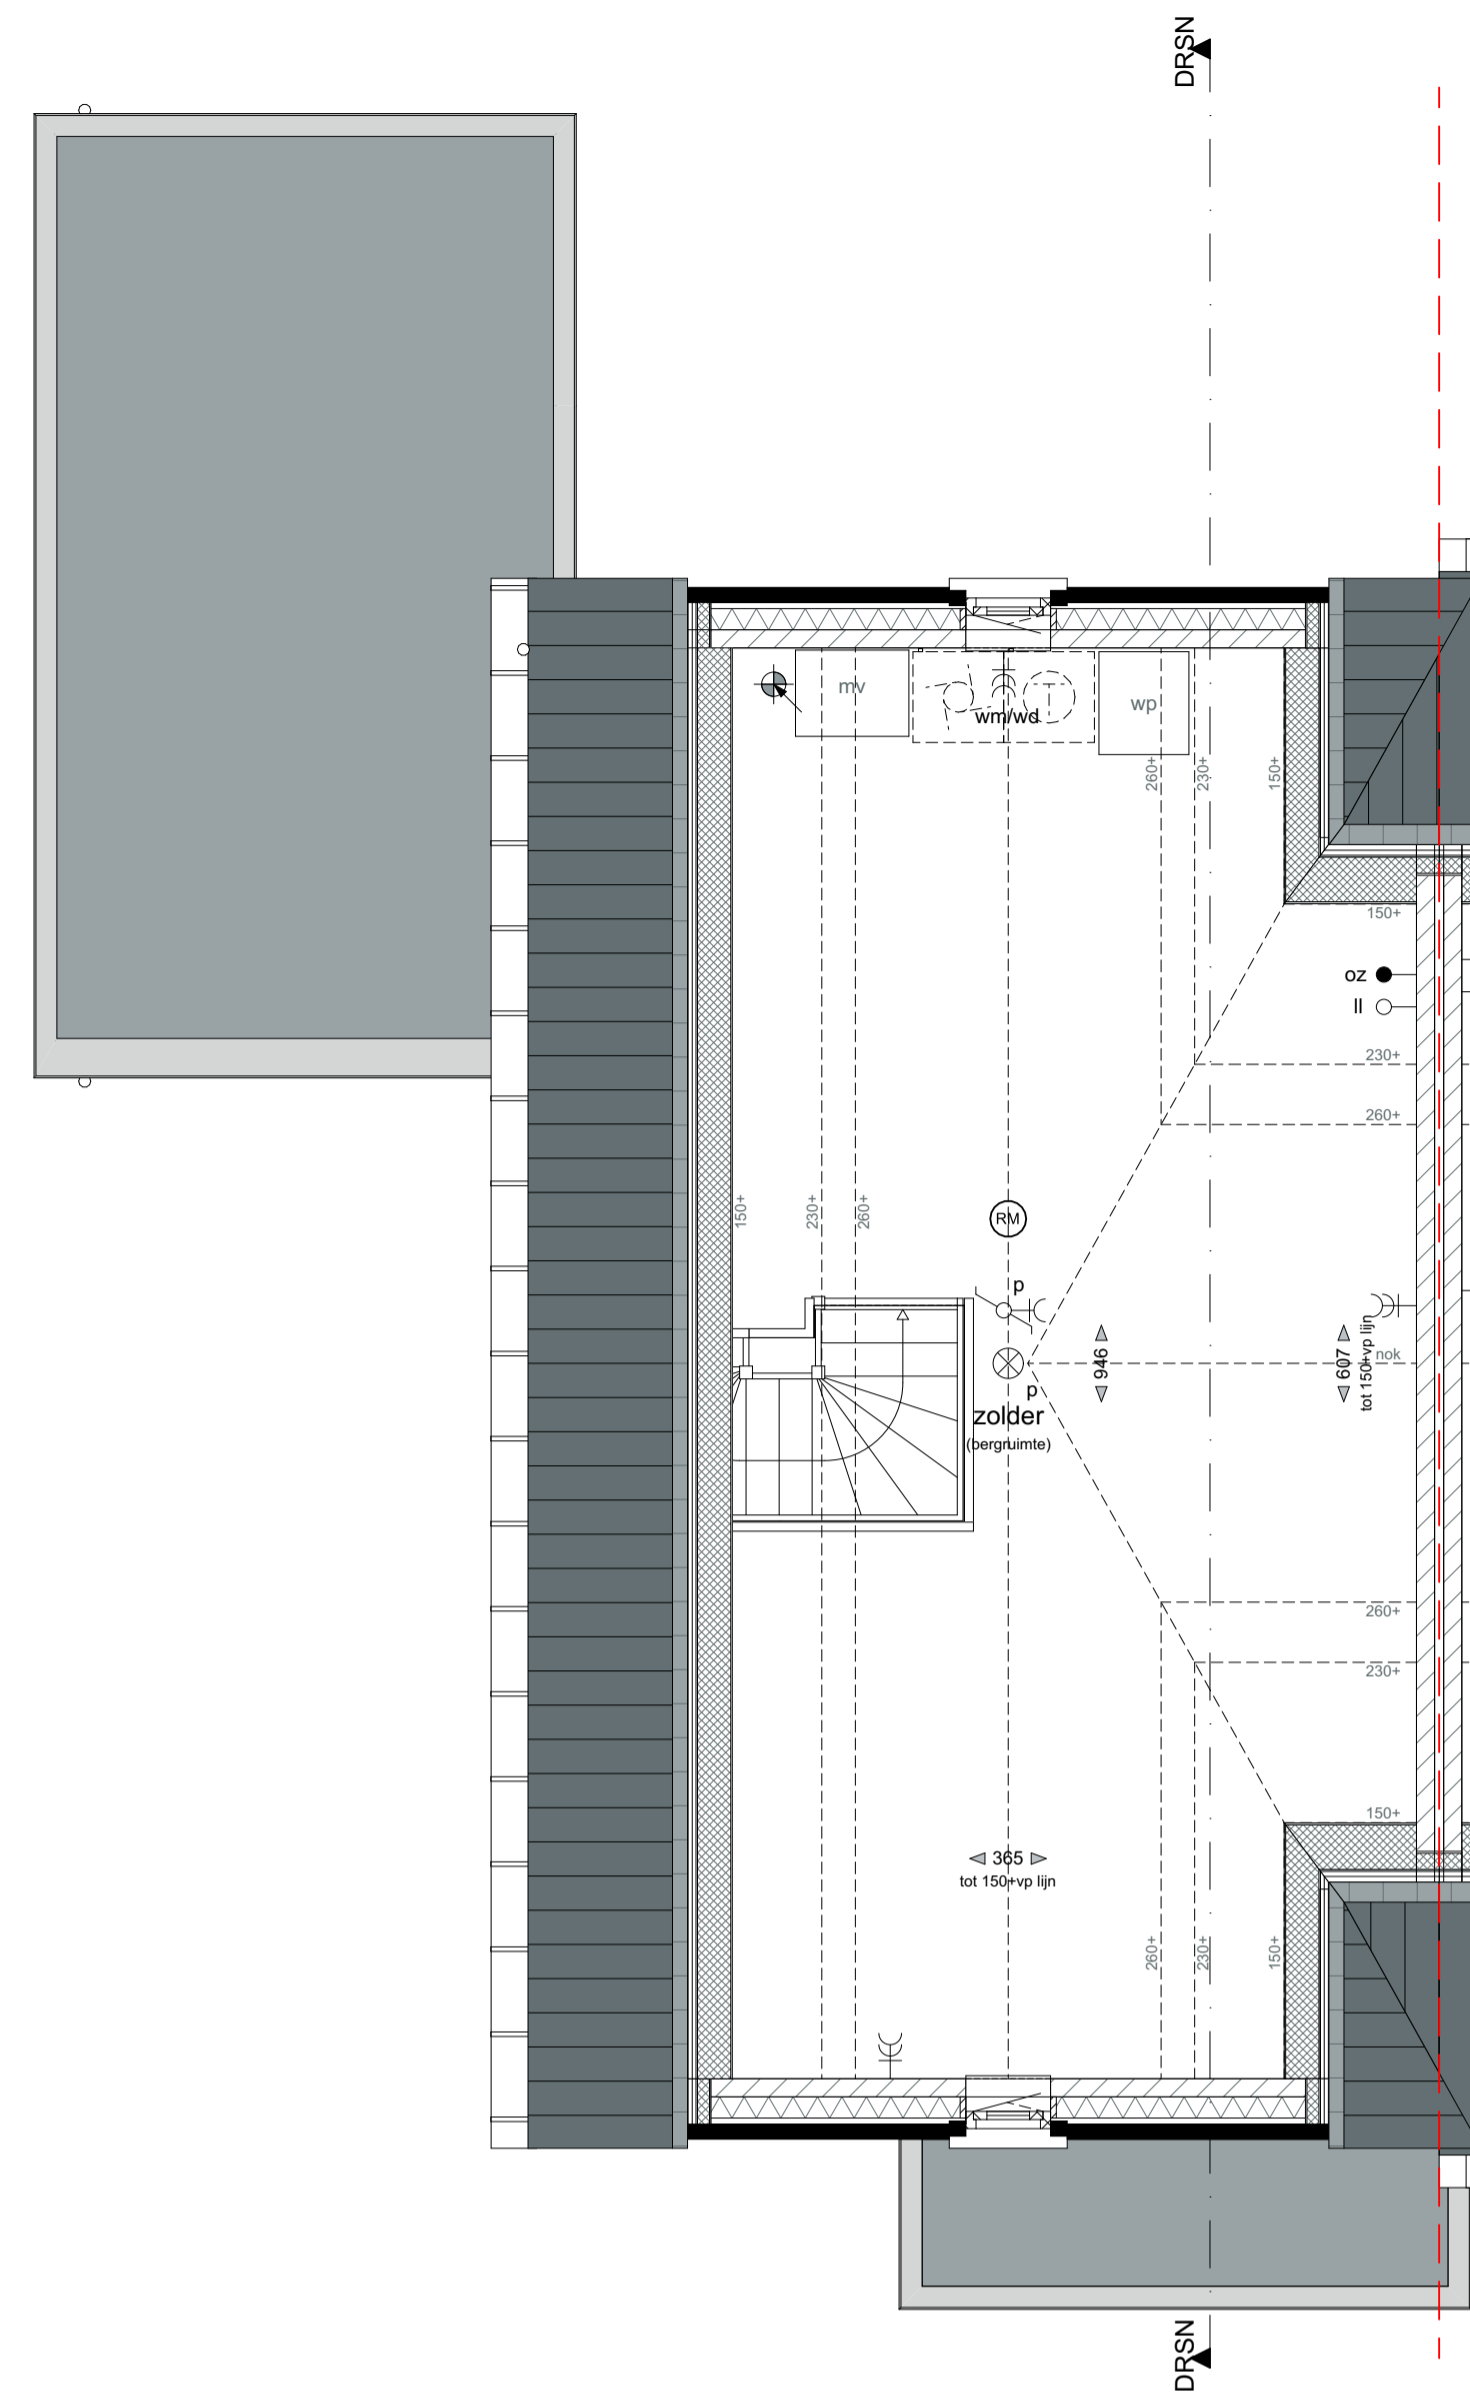 DRSN
mv
wm/wd
wp
260+
230+
150+
150+
oz
ll
230+
260+
150+
230+
260+
RM
p
946
607
tot 150+vp lijn
nok
p
zolder
(bergruimte)
260+
230+
150+
365
tot 150+vp lijn
260+
230+
150+
DRSN